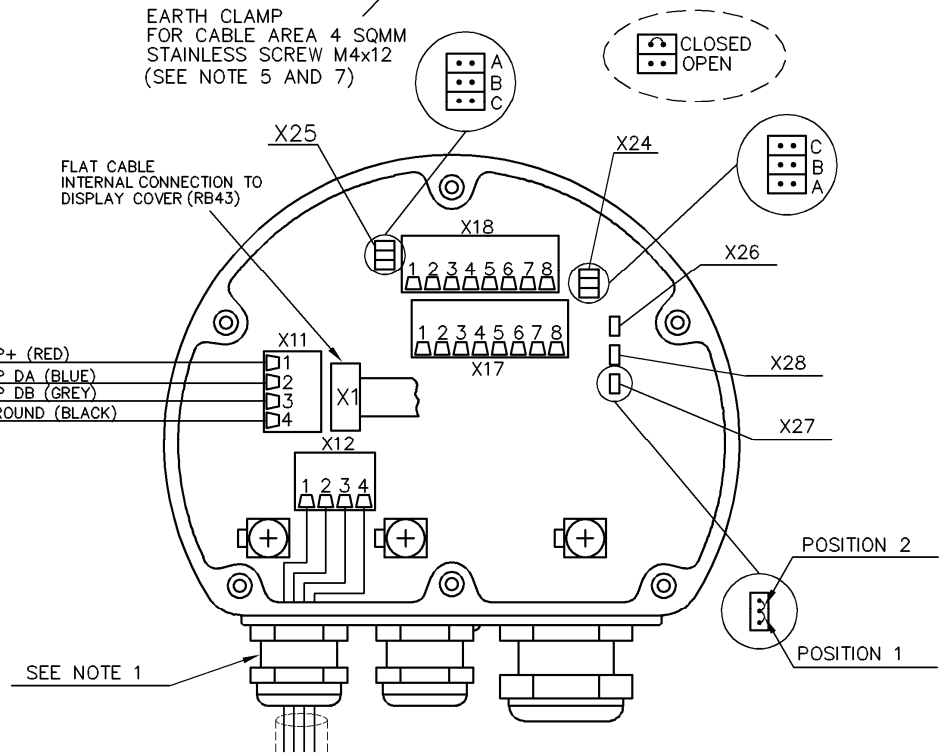 EARTH CLAMP
FOR CABLE AREA 4 SQMM
STAINLESS SCREW M4x12
(SEE NOTE 5 AND 7)
A
B
C
CLOSED
OPEN
X25
X24
C
B
A
FLAT CABLE
INTERNAL CONNECTION TO
DISPLAY COVER (RB43)
X18
1 2 3 4 5 6 7 8
X26
1 2 3 4 5 6 7 8
X17
X28
X27
X11
1
2
3
4
P+ (RED)
P DA (BLUE)
P DB (GREY)
ROUND (BLACK)
X1
X12
1 2 3 4
POSITION 2
POSITION 1
SEE NOTE 1